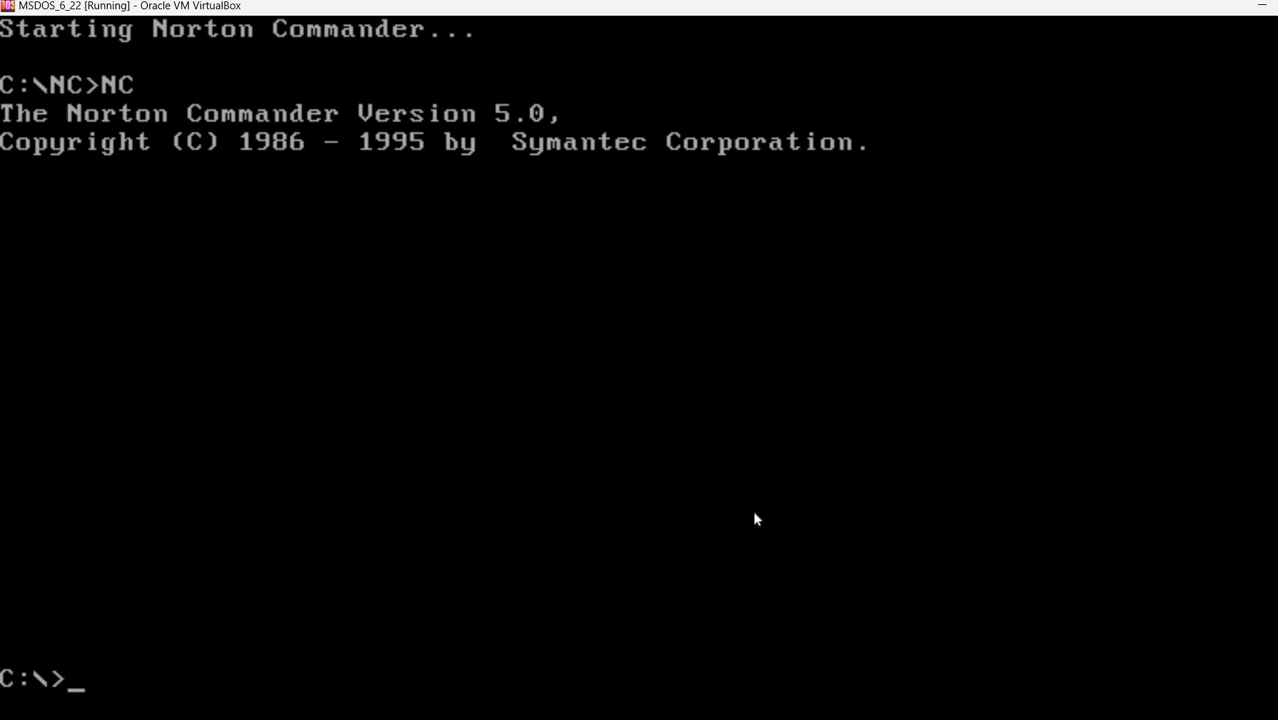 MSDOS_6_22 [Running] - Oracle VM VirtualBox
Starting Norton Commander...
C:\NC>NC
The Norton Commander Version 5.0,
Copyright (C) 1986 - 1995 by  Symantec Corporation.
C:\>_